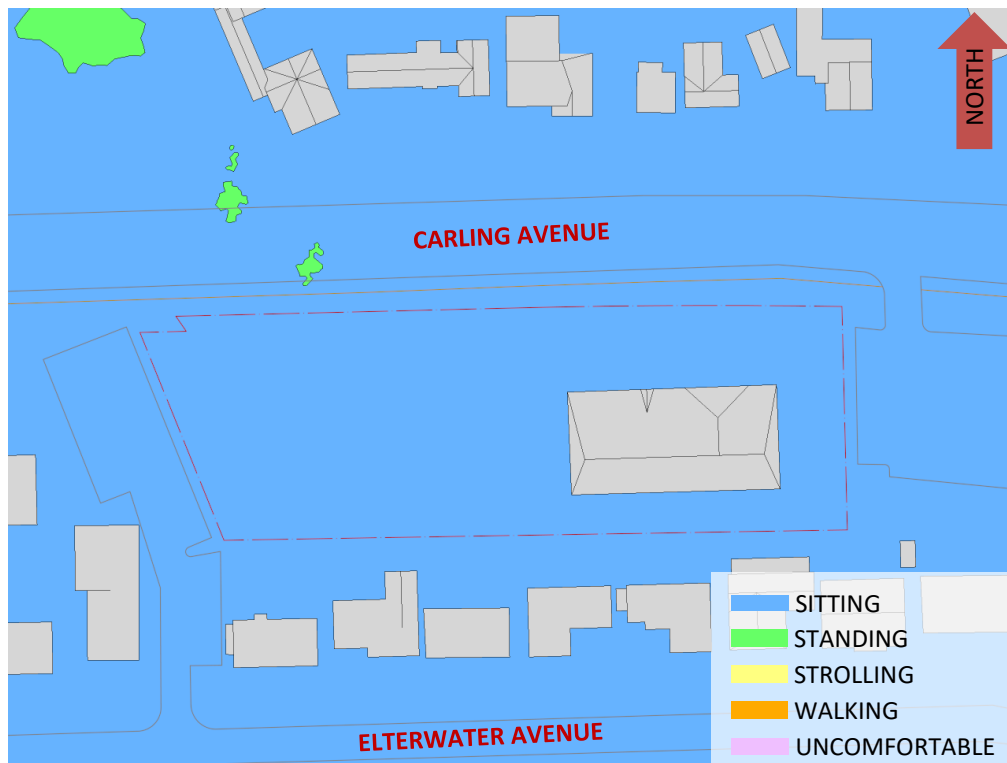 NORTH
CARLING AVENUE
SITTING
STANDING
STROLLING
WALKING
UNCOMFORTABLE
ELTERWATER AVENUE